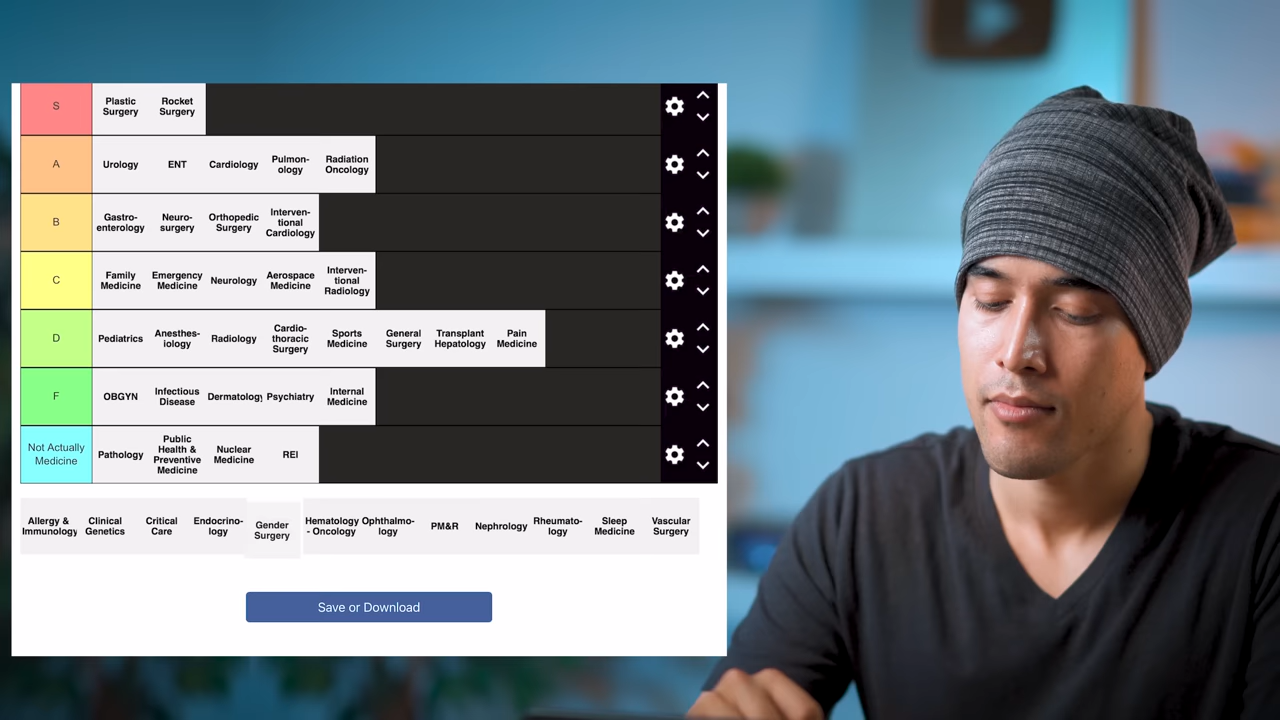 S
Plastic
Surgery
Rocket
Surgery
A
Urology
ENT
Cardiology
Pulmon-
ology
Radiation
Oncology
B
Gastro-
enterology
Neuro-
surgery
Orthopedic
Surgery
Interven-
tional
Cardiology
C
Family
Medicine
Emergency
Medicine
Neurology
Aerospace
Medicine
Interven-
tional
Radiology
D
Pediatrics
Anesthes-
iology
Radiology
Cardio-
thoracic
Surgery
Sports
Medicine
General
Surgery
Transplant
Hepatology
Pain
Medicine
F
OBGYN
Infectious
Disease
Dermatology
Psychiatry
Internal
Medicine
Not Actually
Medicine
Pathology
Public
Health &
Preventive
Medicine
Nuclear
Medicine
REI
Allergy &
Immunology
Clinical
Genetics
Critical
Care
Endocrino-
logy
Gender
Surgery
Hematology
- Oncology
Ophthalmo-
logy
PM&R
Nephrology
Rheumato-
logy
Sleep
Medicine
Vascular
Surgery
Save or Download